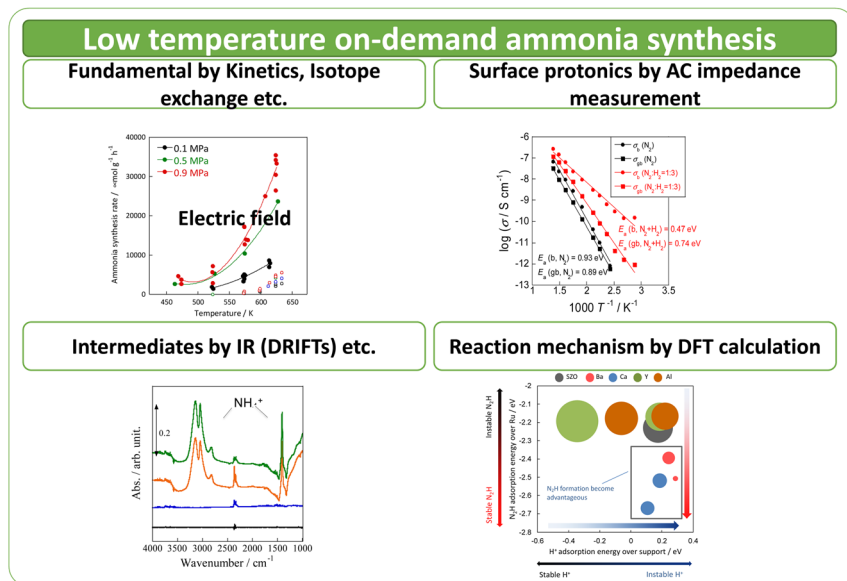 Low temperature on-demand ammonia synthesis
Fundamental by Kinetics, Isotope
exchange etc.
Surface protonics by AC impedance
measurement
Ammonia synthesis rate / ∞mol g⁻¹ h⁻¹
40000
30000
20000
10000
0
0.1 MPa
0.5 MPa
0.9 MPa
Electric field
450 500 550 600 650
Temperature / K
log (σ / S cm⁻¹)
-6
-7
-8
-9
-10
-11
-12
-13
σb (N2)
σgb (N2)
σb (N2:H2=1:3)
σgb (N2:H2=1:3)
Ea (b, N2+H2) = 0.47 eV
Ea (gb, N2+H2) = 0.74 eV
Ea (b, N2) = 0.93 eV
Ea (gb, N2) = 0.89 eV
1 1.5 2 2.5 3 3.5
1000 T⁻¹ / K⁻¹
Intermediates by IR (DRIFTs) etc.
Reaction mechanism by DFT calculation
Abs. / arb. unit.
0.2
4000 3000 2000 1000
Wavenumber / cm⁻¹
SZO Ba Ca Y Al
Instable N2H
Stable N2H
N2H adsorption energy over Ru / eV
-2
-2.1
-2.2
-2.3
-2.4
-2.5
-2.6
-2.7
-2.8
N2H formation become
advantageous
-0.6 -0.4 -0.2 0 0.2 0.4
H⁺ adsorption energy over support / eV
Stable H⁺
Instable H⁺